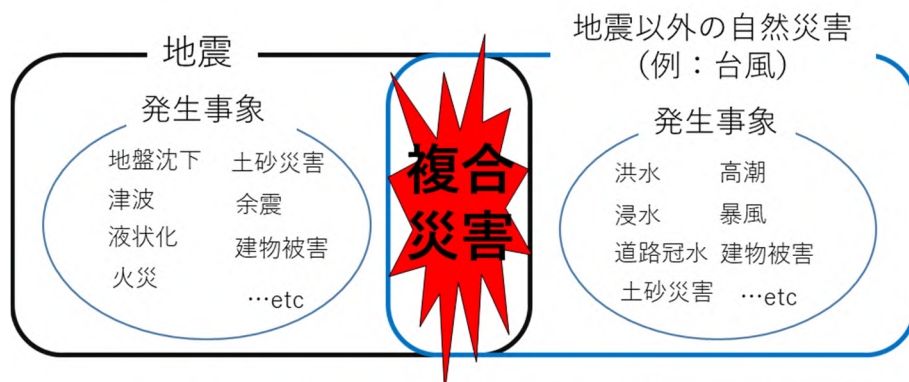 地震
発生事象
地盤沈下 土砂災害
津波 余震
液状化 建物被害
火災
…etc
複合
災害
地震以外の自然災害
(例：台風)
発生事象
洪水 高潮
浸水 暴風
道路冠水 建物被害
土砂災害 …etc